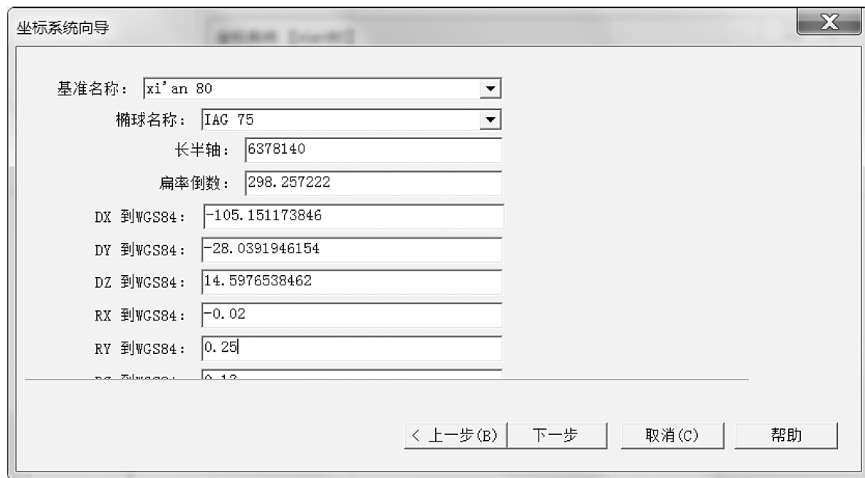 坐标系统向导
基准名称: xi'an 80
椭球名称: IAG 75
长半轴: 6378140
扁率倒数: 298.257222
DX 到WGS84: -105.151173846
DY 到WGS84: -28.0391946154
DZ 到WGS84: 14.5976538462
RX 到WGS84: -0.02
RY 到WGS84: 0.25
< 上一步(B) 下一步 取消(C) 帮助